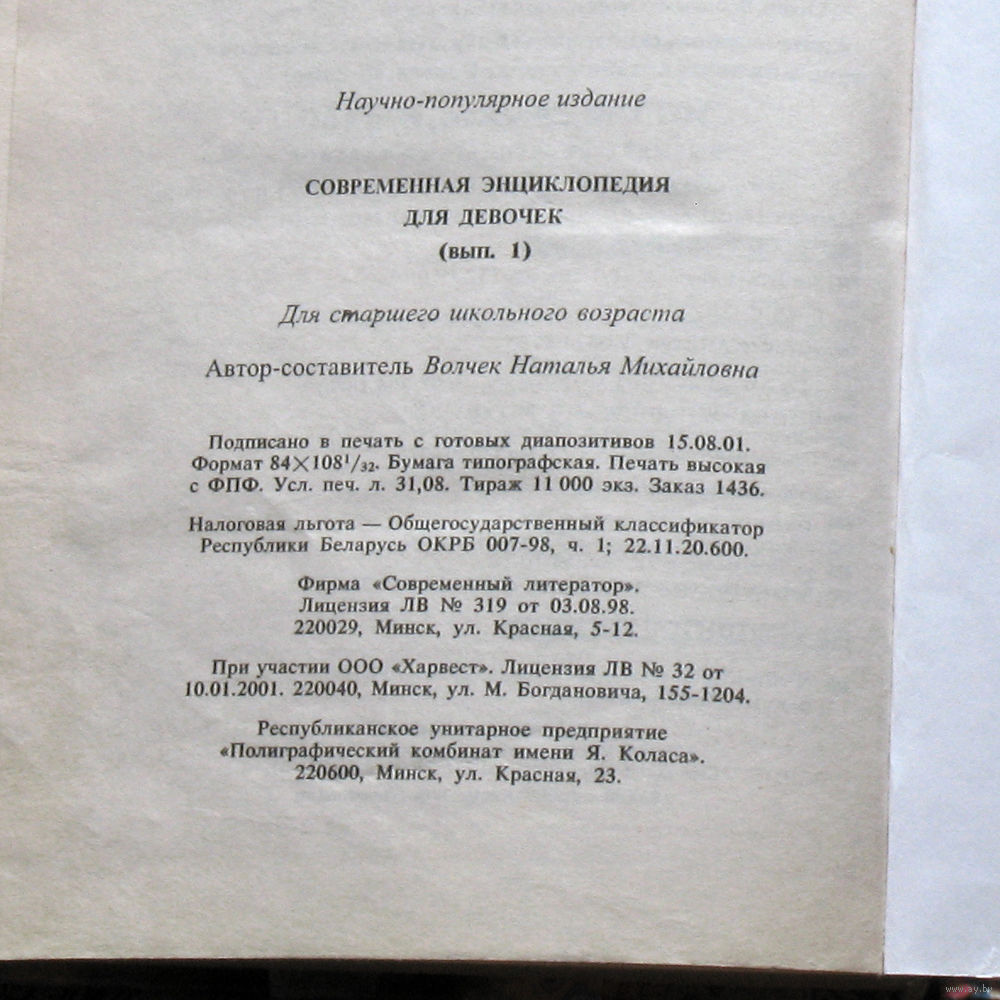 Научно-популярное издание
СОВРЕМЕННАЯ ЭНЦИКЛОПЕДИЯ
ДЛЯ ДЕВОЧЕК
(вып. 1)
Для старшего школьного возраста
Автор-составитель Волчек Наталья Михайловна
Подписано в печать с готовых диапозитивов 15.08.01.
Формат 84×108¹/₃₂. Бумага типографская. Печать высокая
с ФПФ. Усл. печ. л. 31,08. Тираж 11 000 экз. Заказ 1436.
Налоговая льгота — Общегосударственный классификатор
Республики Беларусь ОКРБ 007-98, ч. 1; 22.11.20.600.
Фирма «Современный литератор».
Лицензия ЛВ № 319 от 03.08.98.
220029, Минск, ул. Красная, 5-12.
При участии ООО «Харвест». Лицензия ЛВ № 32 от
10.01.2001. 220040, Минск, ул. М. Богдановича, 155-1204.
Республиканское унитарное предприятие
«Полиграфический комбинат имени Я. Коласа».
220600, Минск, ул. Красная, 23.
www.ay.by